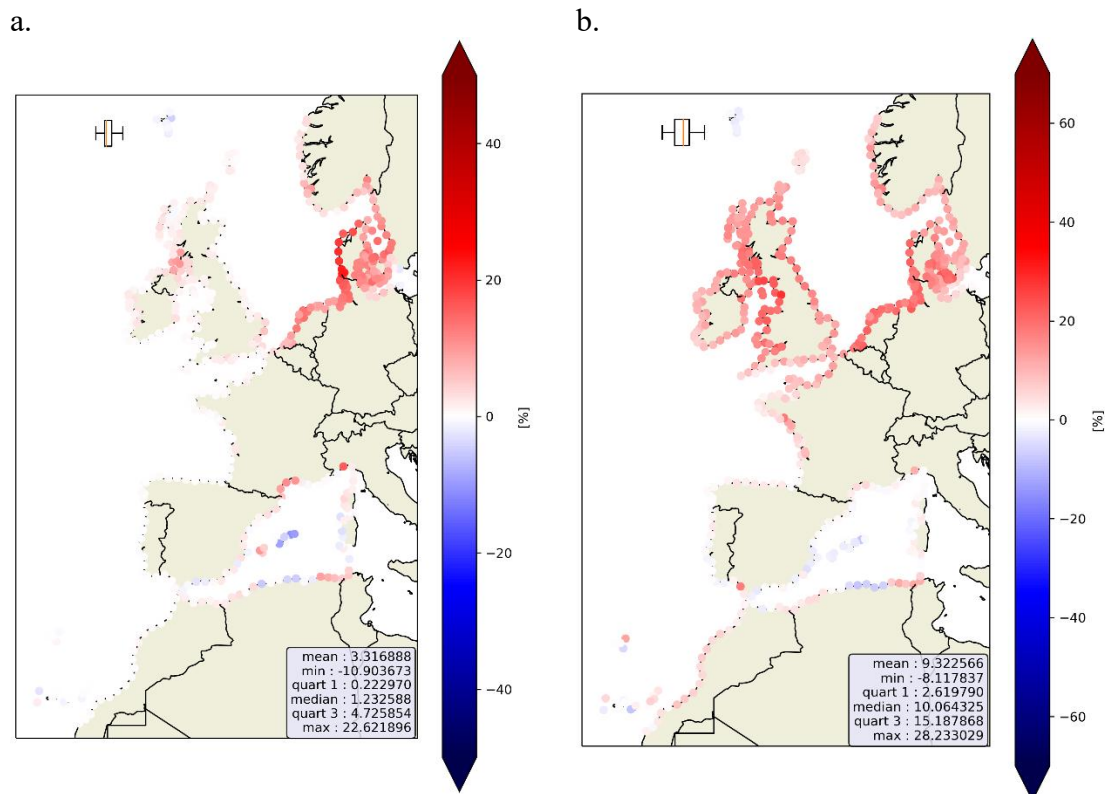 a.
40
20
0
−20
−40
[%]
mean : 3.316888
min : -10.903673
quart 1 : 0.222970
median : 1.232588
quart 3 : 4.725854
max : 22.621896
b.
60
40
20
0
−20
−40
−60
[%]
mean : 9.322566
min : -8.117837
quart 1 : 2.619790
median : 10.064325
quart 3 : 15.187868
max : 28.233029